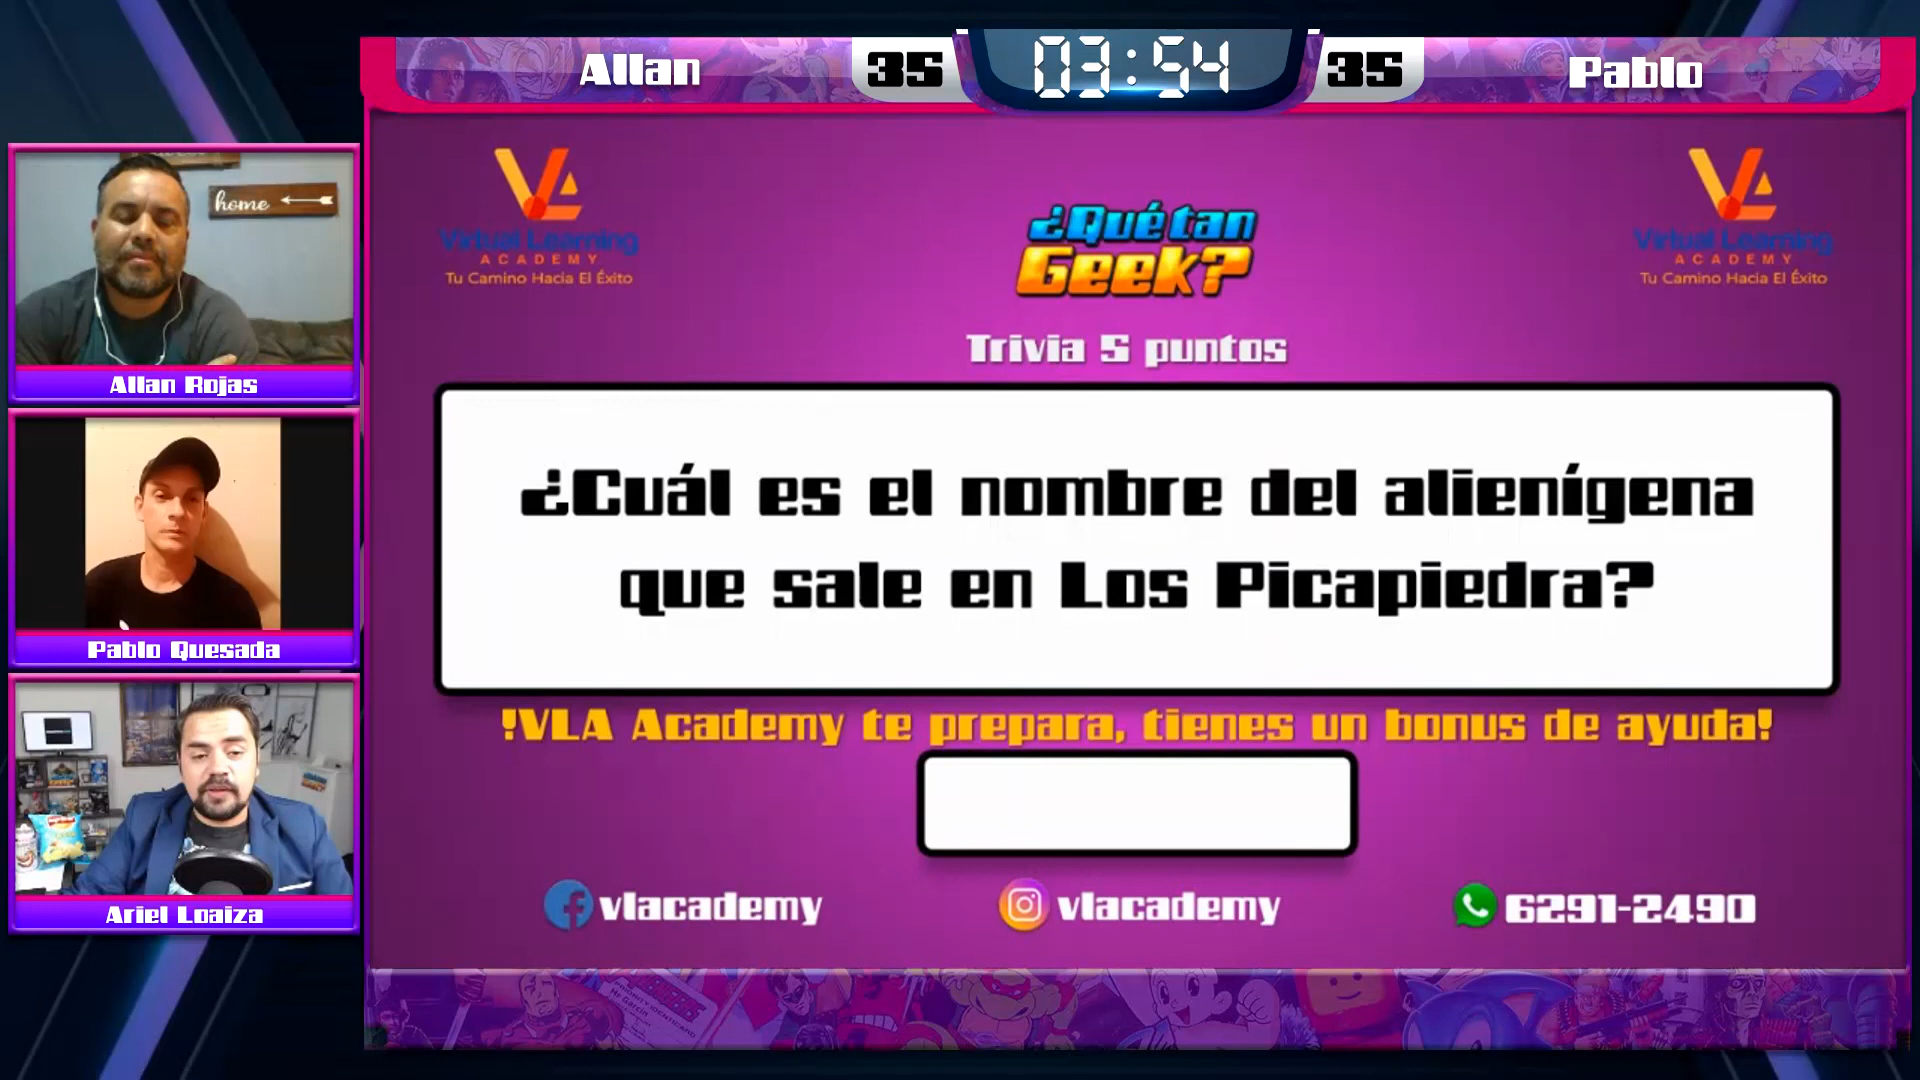 Allan
35
03:54
35
Pablo
home
Allan Rojas
Pablo Quesada
Ariel Loaiza
VLA
Virtual Learning
ACADEMY
Tu Camino Hacia El Éxito
¿Qué tan
Geek?
VLA
Virtual Learning
ACADEMY
Tu Camino Hacia El Éxito
Trivia 5 puntos
¿Cuál es el nombre del alienígena
que sale en Los Picapiedra?
!VLA Academy te prepara, tienes un bonus de ayuda!
vlacademy
vlacademy
6291-2490